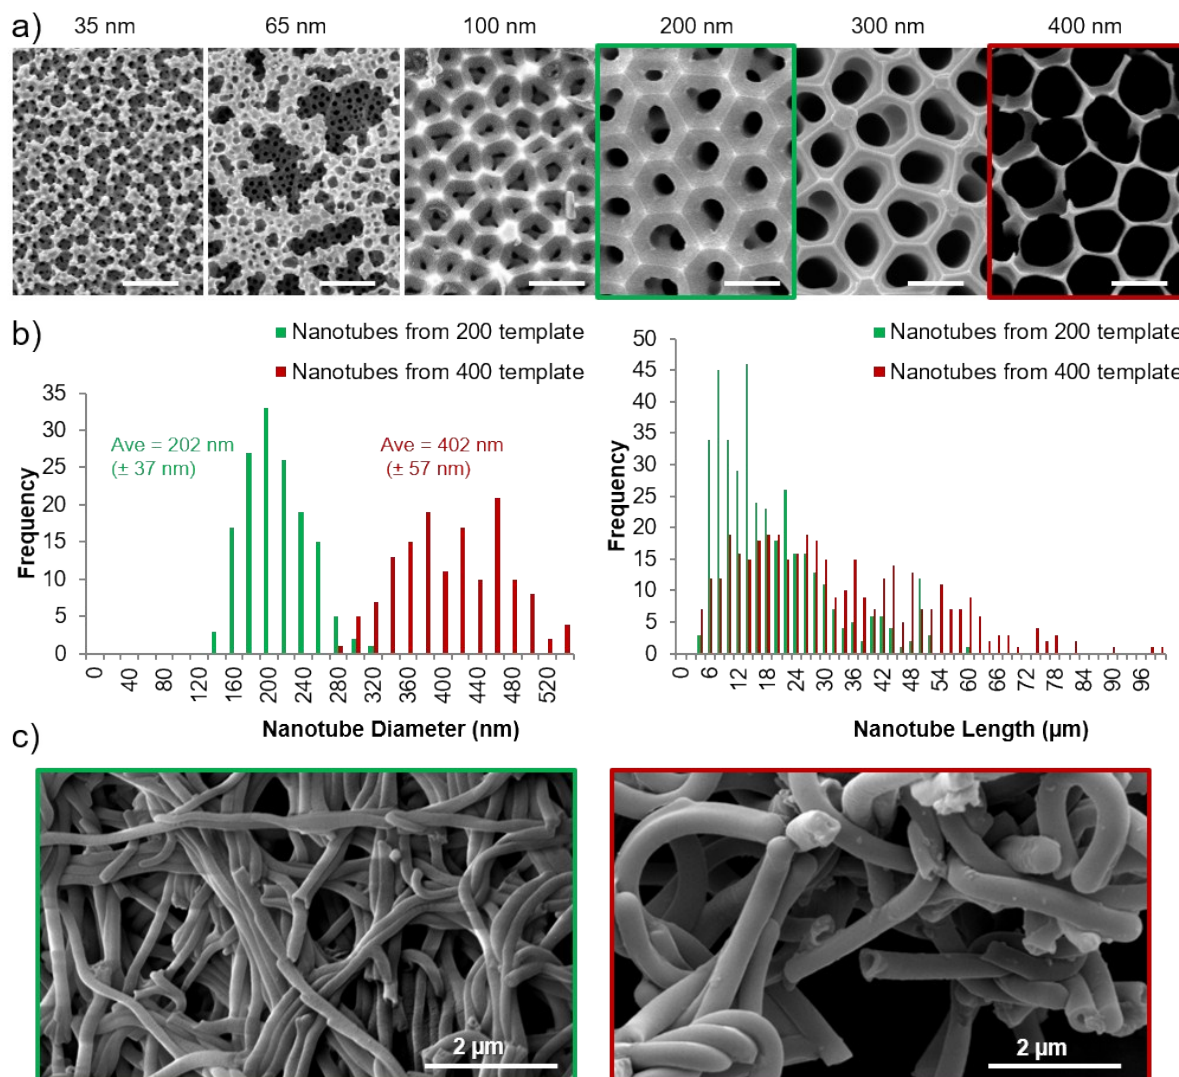 a)
35 nm 65 nm 100 nm 200 nm 300 nm 400 nm
b)
Nanotubes from 200 template
Nanotubes from 400 template
35
30
25
20
15
10
5
0
Frequency
Ave = 202 nm
(± 37 nm)
Ave = 402 nm
(± 57 nm)
0 40 80 120 160 200 240 280 320 360 400 440 480 520
Nanotube Diameter (nm)
Nanotubes from 200 template
Nanotubes from 400 template
50
45
40
35
30
25
20
15
10
5
0
Frequency
0 6 12 18 24 30 36 42 48 54 60 66 72 78 84 90 96
Nanotube Length (µm)
c)
2 µm
2 µm